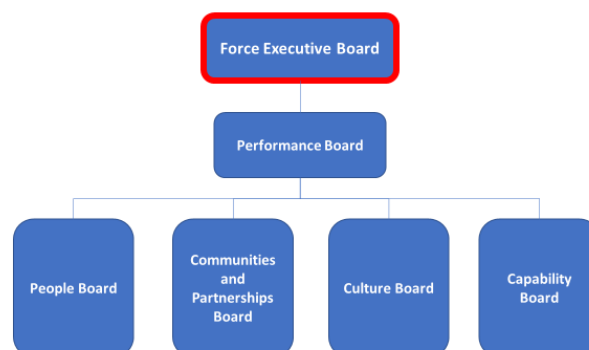 Force Executive Board
Performance Board
People Board
Communities
and
Partnerships
Board
Culture Board
Capability
Board